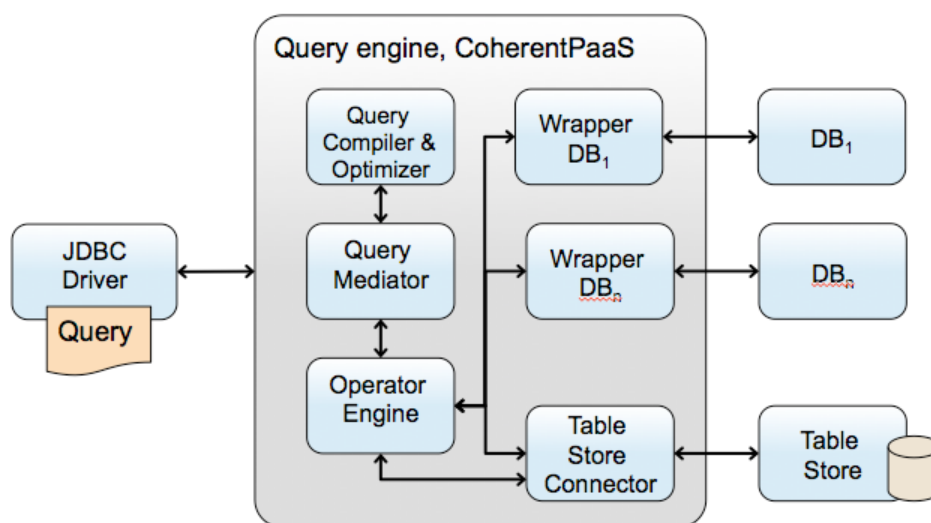 Query engine, CoherentPaaS
Query
Compiler &
Optimizer
Wrapper
DB₁
DB₁
JDBC
Driver
Query
Query
Mediator
Wrapper
DBₙ
DBₙ
Operator
Engine
Table
Store
Connector
Table
Store